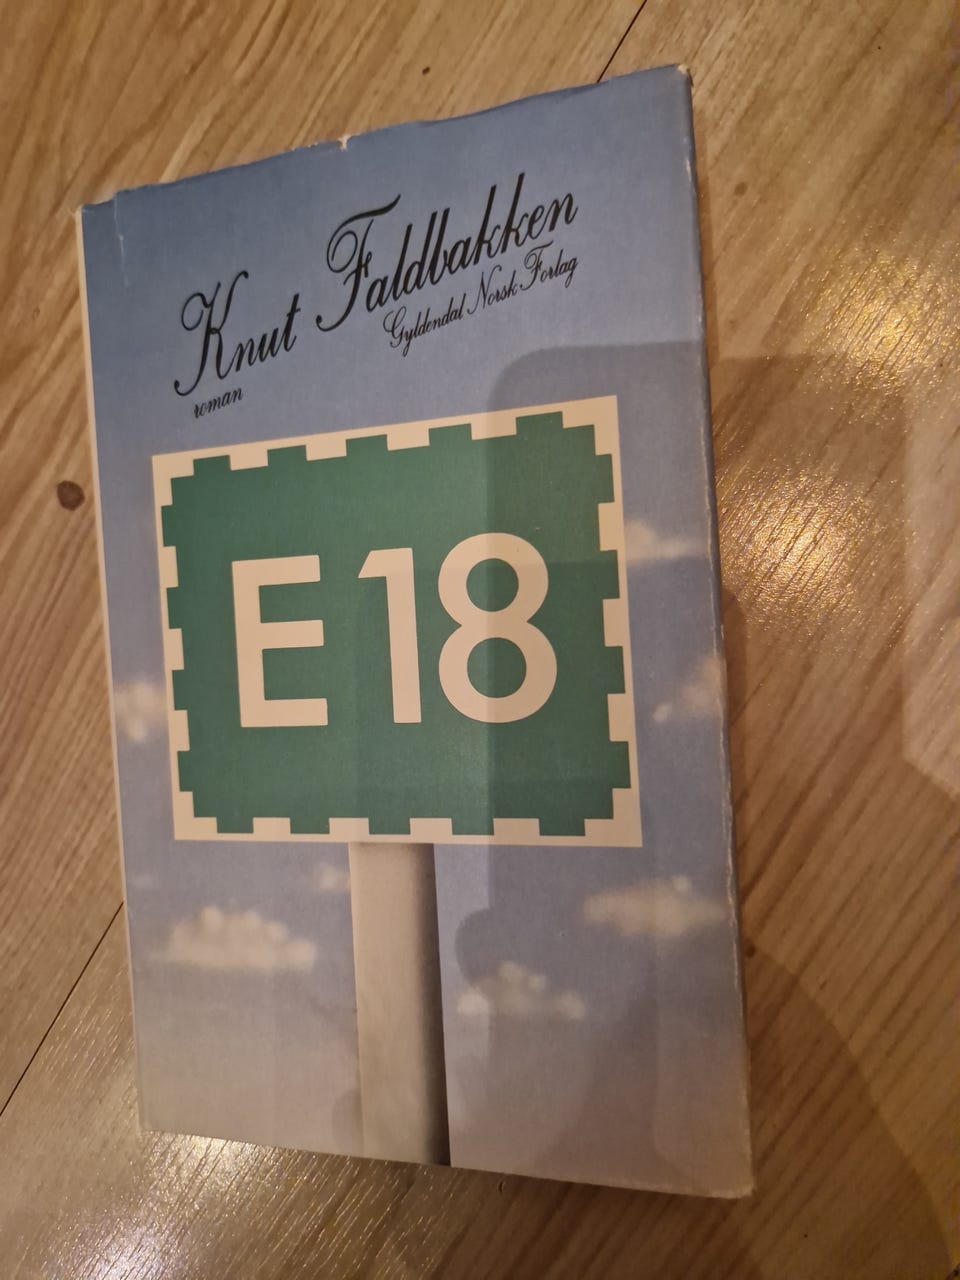 Knut Faldbakken
Gyldendal Norsk Forlag
roman
E18